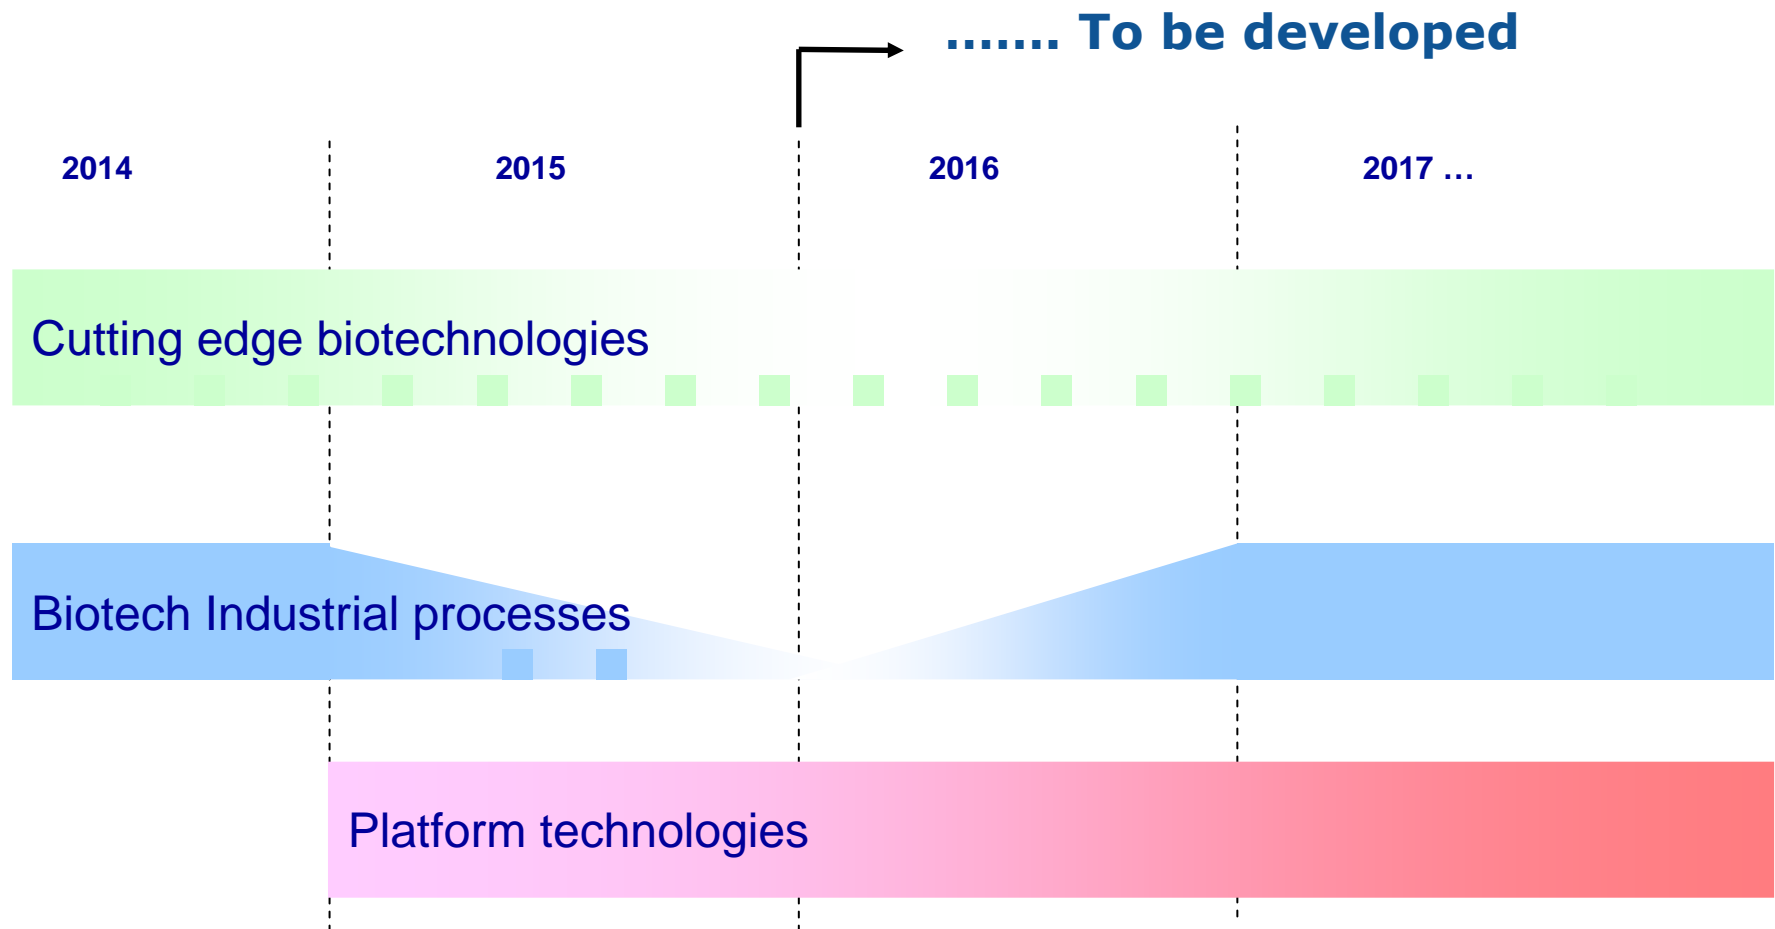 ....... To be developed
2014 2015 2016 2017 ...
Cutting edge biotechnologies
Biotech Industrial processes
Platform technologies